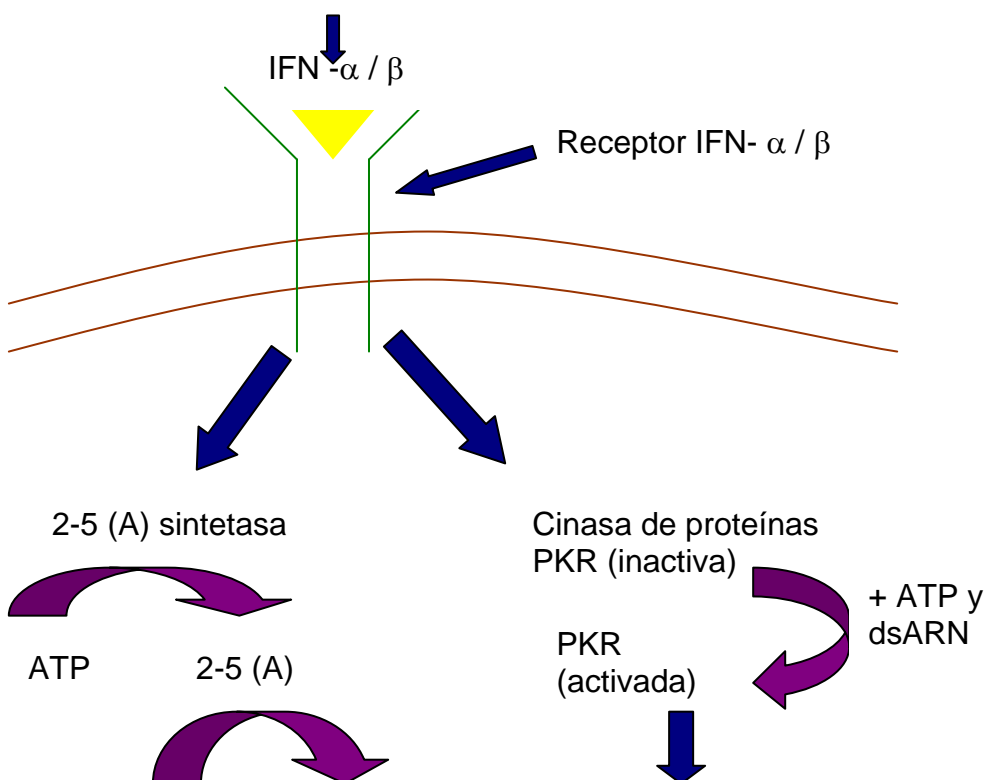 IFN -α / β
Receptor IFN- α / β
2-5 (A) sintetasa
ATP
2-5 (A)
Cinasa de proteínas
PKR (inactiva)
+ ATP y
dsARN
PKR
(activada)